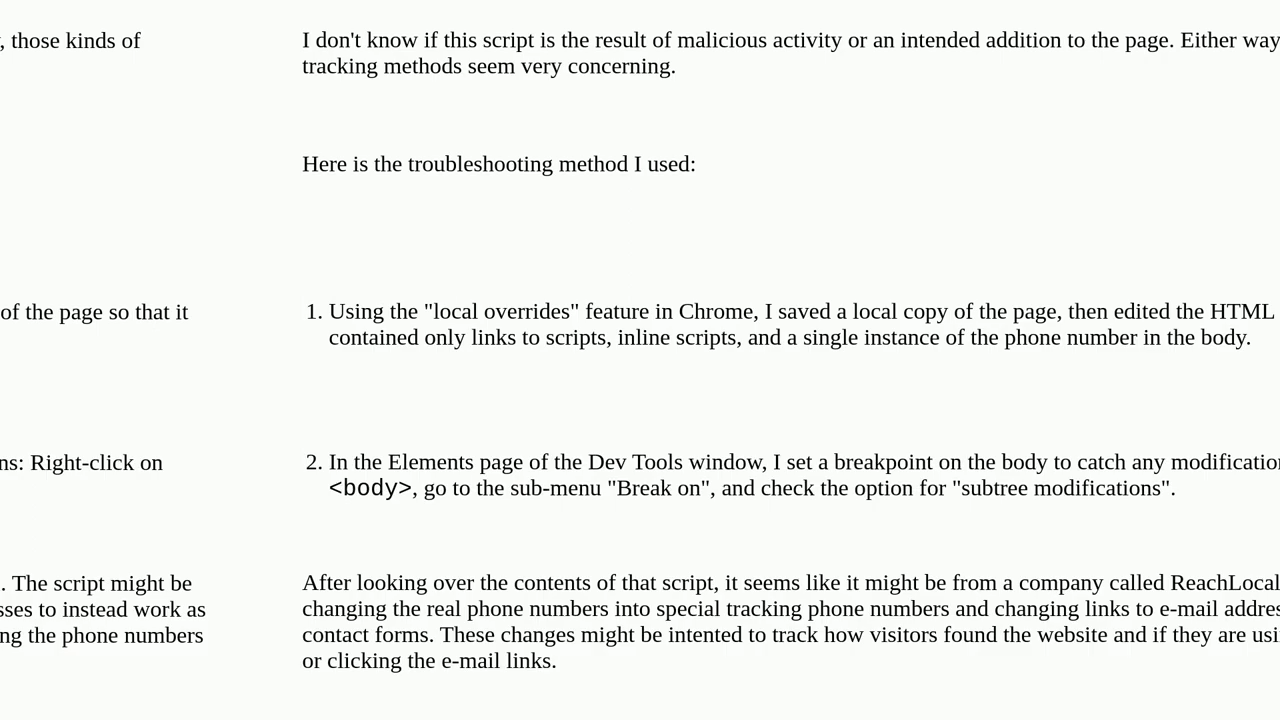 , those kinds of
I don't know if this script is the result of malicious activity or an intended addition to the page. Either way
tracking methods seem very concerning.
Here is the troubleshooting method I used:
of the page so that it
1. Using the "local overrides" feature in Chrome, I saved a local copy of the page, then edited the HTML
contained only links to scripts, inline scripts, and a single instance of the phone number in the body.
ns: Right-click on
2. In the Elements page of the Dev Tools window, I set a breakpoint on the body to catch any modification
<body>, go to the sub-menu "Break on", and check the option for "subtree modifications".
. The script might be
sses to instead work as
ng the phone numbers
After looking over the contents of that script, it seems like it might be from a company called ReachLocal
changing the real phone numbers into special tracking phone numbers and changing links to e-mail addres
contact forms. These changes might be intented to track how visitors found the website and if they are usi
or clicking the e-mail links.